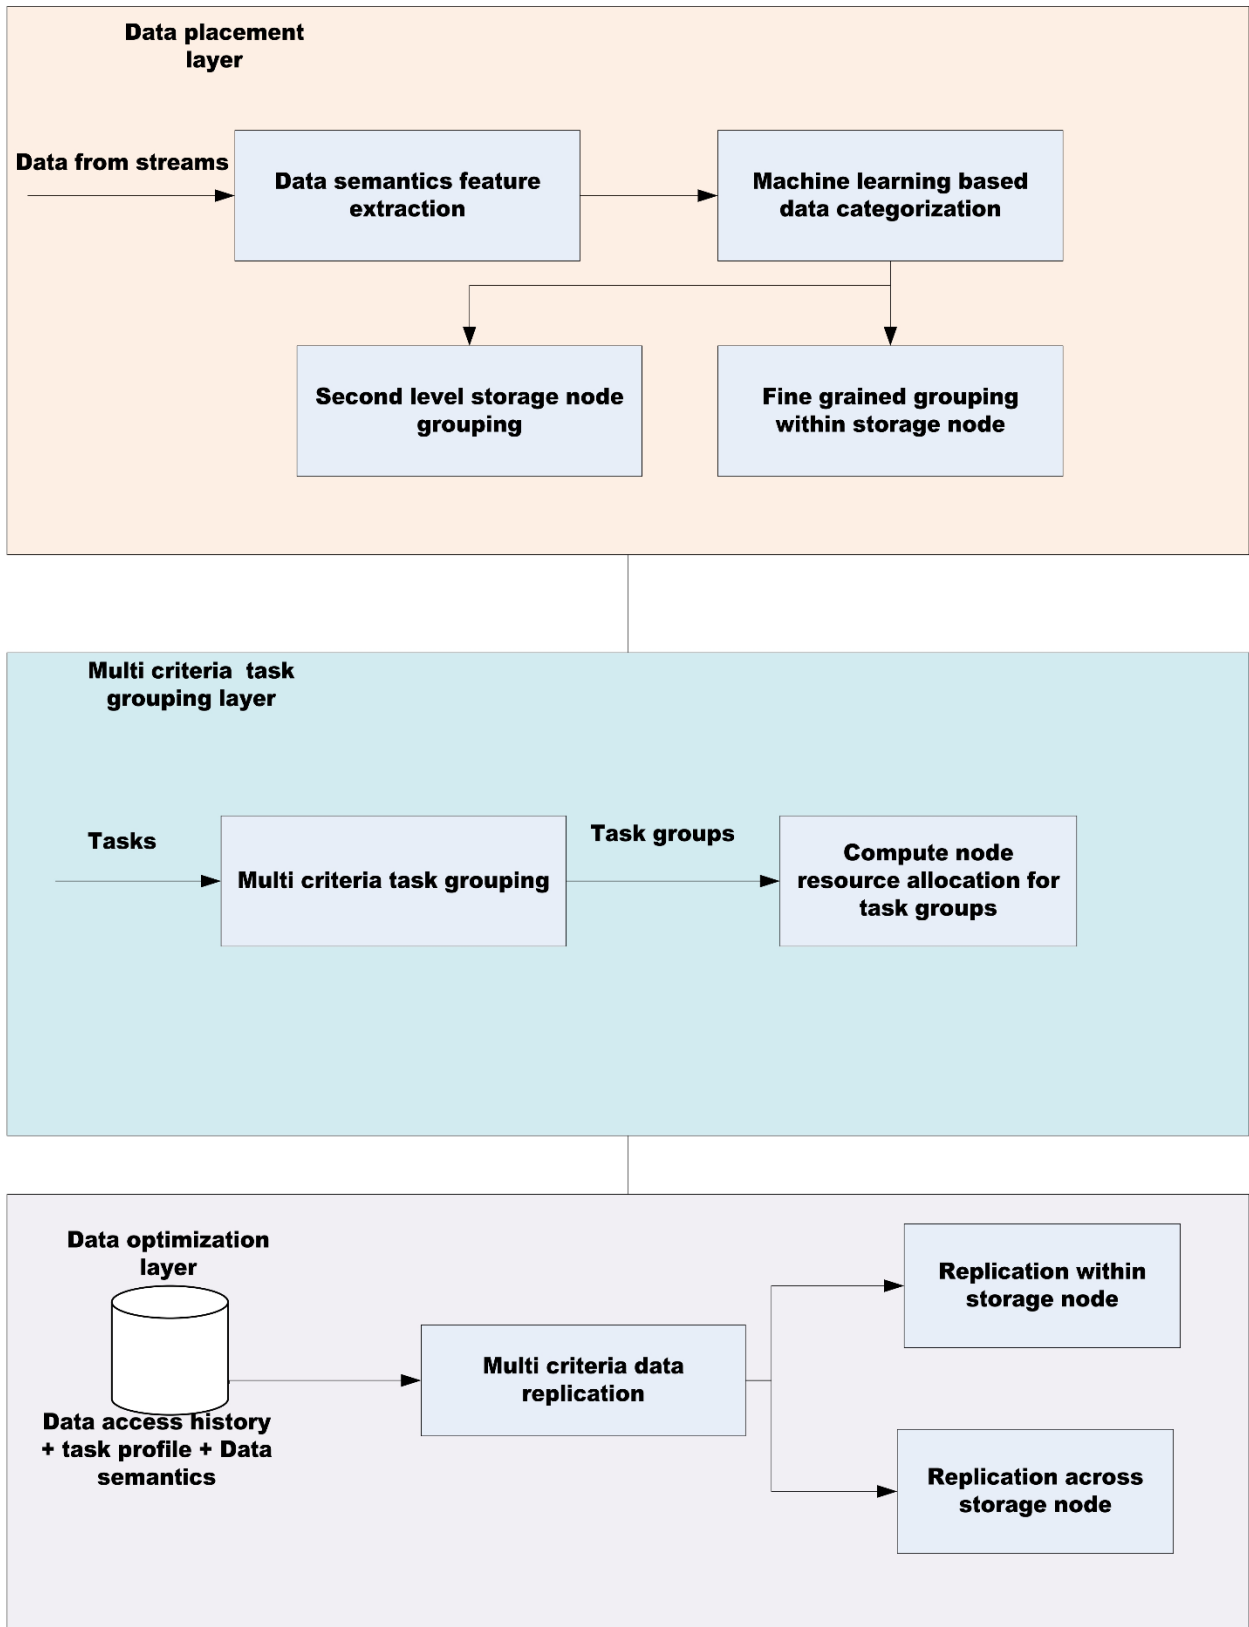 Data placement
layer
Data from streams
Data semantics feature
extraction
Machine learning based
data categorization
Second level storage node
grouping
Fine grained grouping
within storage node
Multi criteria task
grouping layer
Tasks
Multi criteria task grouping
Task groups
Compute node
resource allocation for
task groups
Data optimization
layer
Data access history
+ task profile + Data
semantics
Multi criteria data
replication
Replication within
storage node
Replication across
storage node